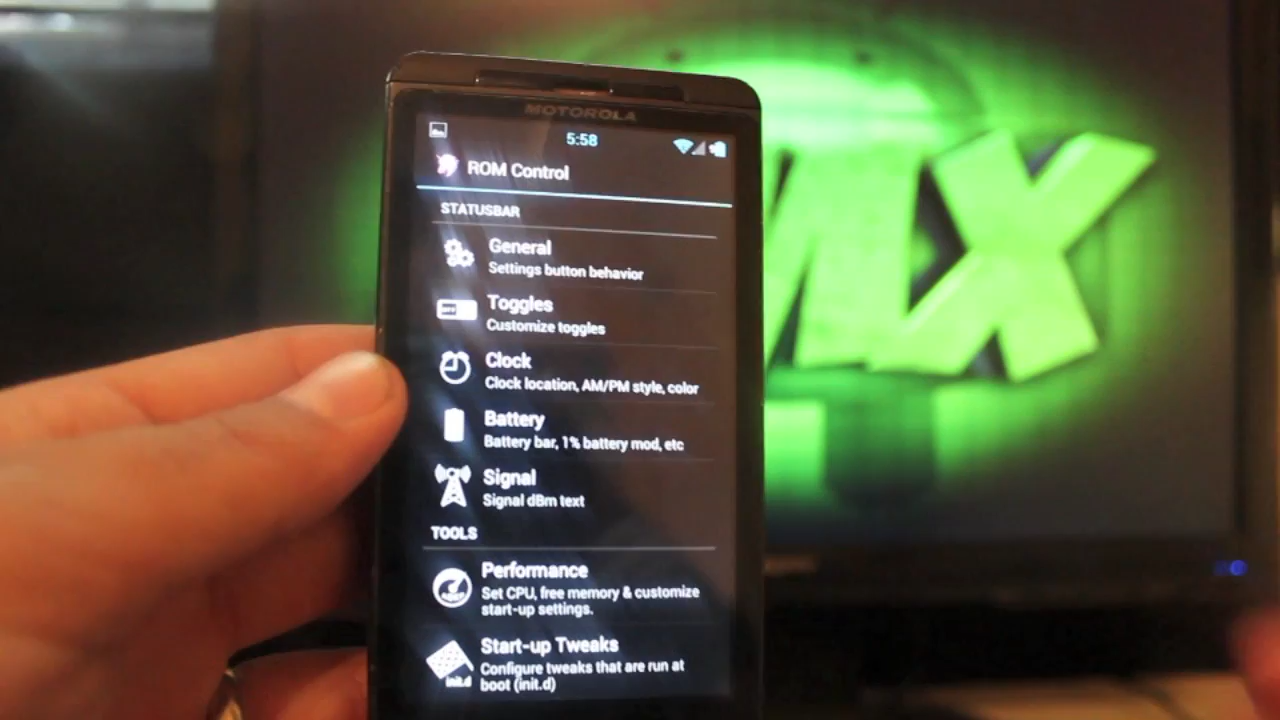 MOTOROLA
5:58
ROM Control
STATUSBAR
General
Settings button behavior
Toggles
Customize toggles
Clock
Clock location, AM/PM style, color
Battery
Battery bar, 1% battery mod, etc
Signal
Signal dBm text
TOOLS
Performance
Set CPU, free memory & customize
start-up settings.
Start-up Tweaks
Configure tweaks that are run at
init.d
boot (init.d)